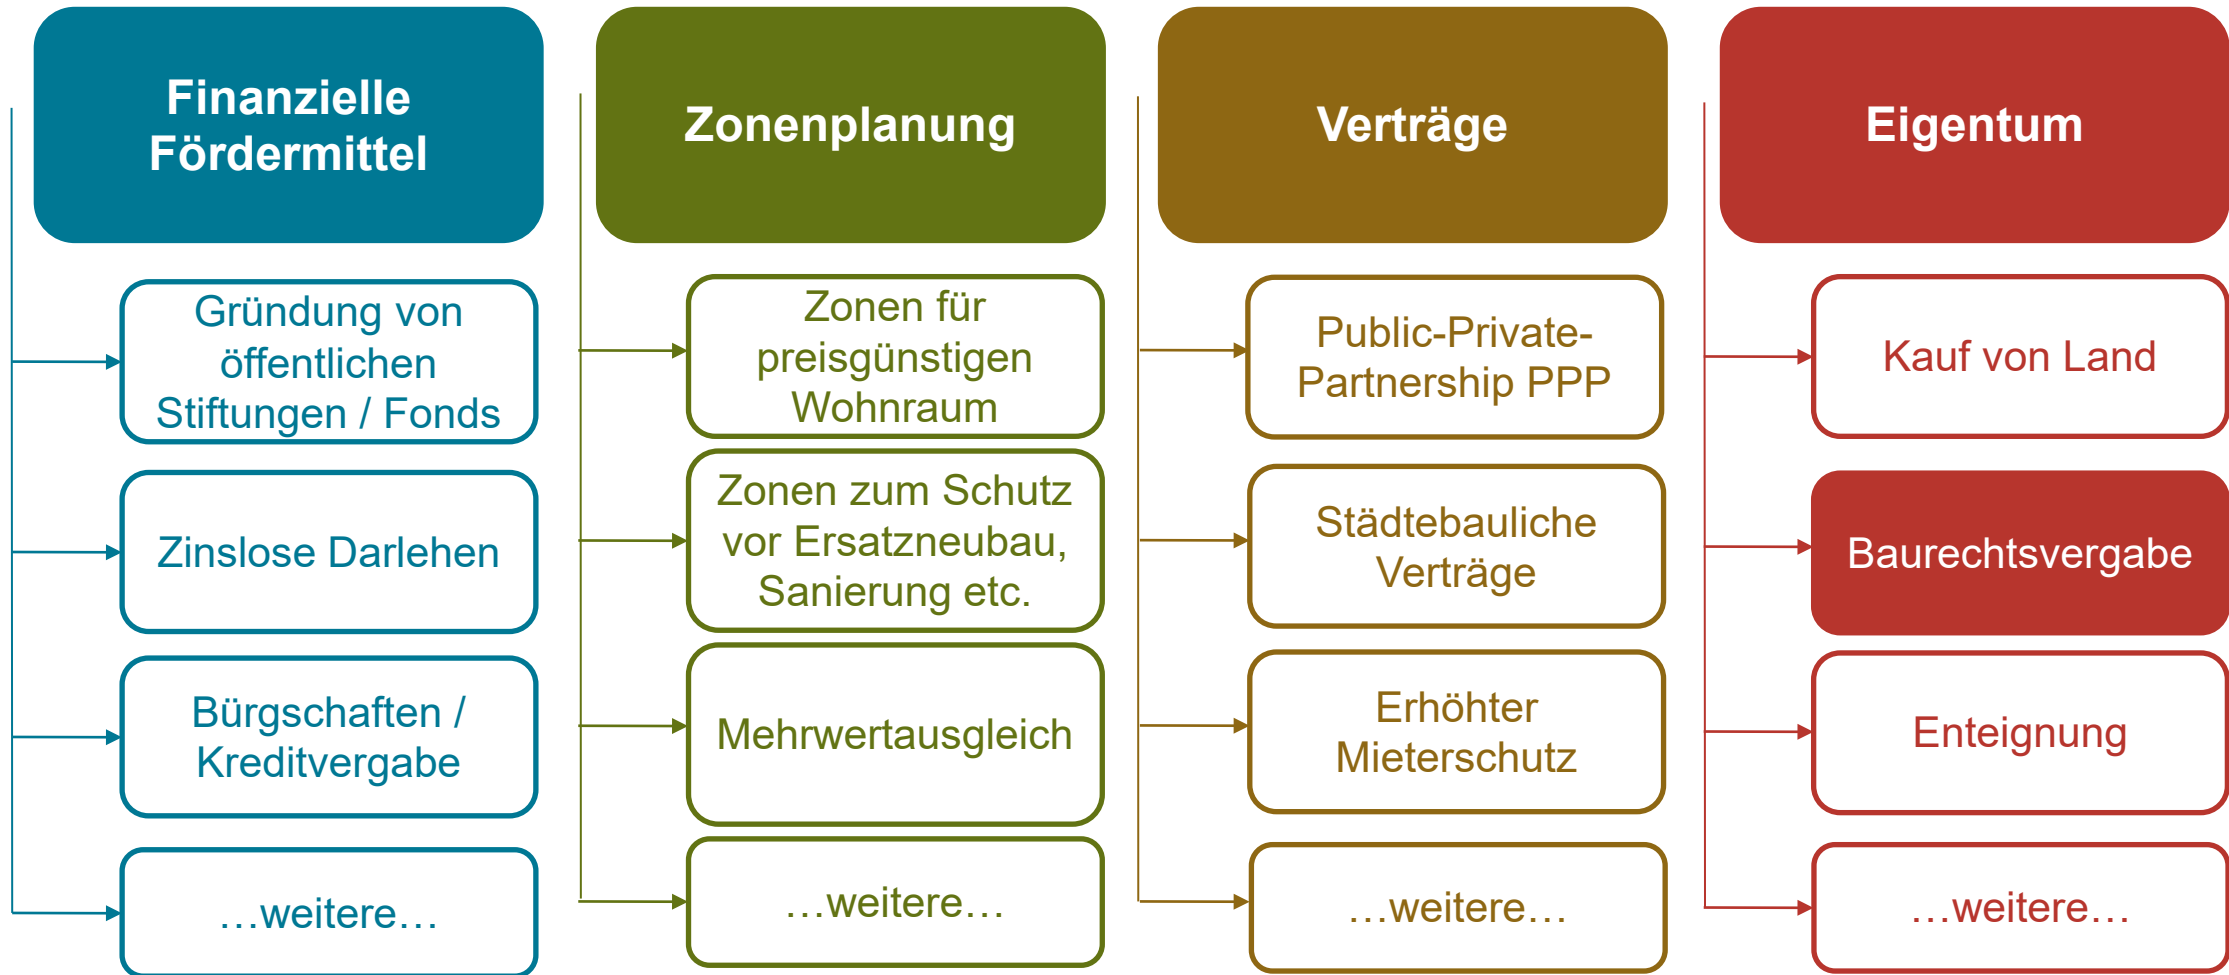 Finanzielle
Fördermittel
Gründung von
öffentlichen
Stiftungen / Fonds
Zinslose Darlehen
Bürgschaften /
Kreditvergabe
…weitere…
Zonenplanung
Zonen für
preisgünstigen
Wohnraum
Zonen zum Schutz
vor Ersatzneubau,
Sanierung etc.
Mehrwertausgleich
…weitere…
Verträge
Public-Private-
Partnership PPP
Städtebauliche
Verträge
Erhöhter
Mieterschutz
…weitere…
Eigentum
Kauf von Land
Baurechtsvergabe
Enteignung
…weitere…